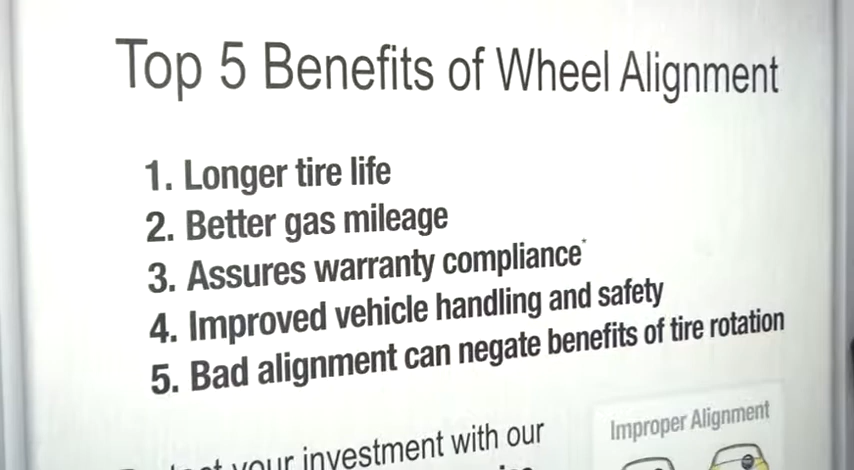 Top 5 Benefits of Wheel Alignment
1. Longer tire life
2. Better gas mileage
3. Assures warranty compliance*
4. Improved vehicle handling and safety
5. Bad alignment can negate benefits of tire rotation
your investment with our
Improper Alignment